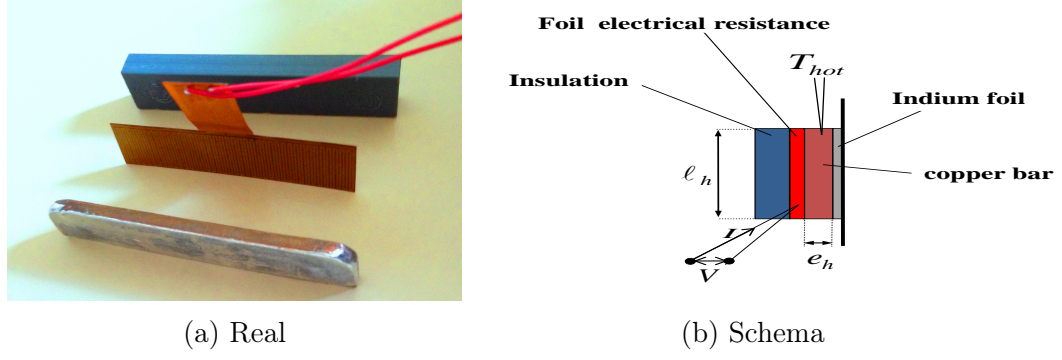 Foil electrical resistance
T_hot
Insulation
Indium foil
ℓ_h
copper bar
I
e_h
V
(a) Real
(b) Schema